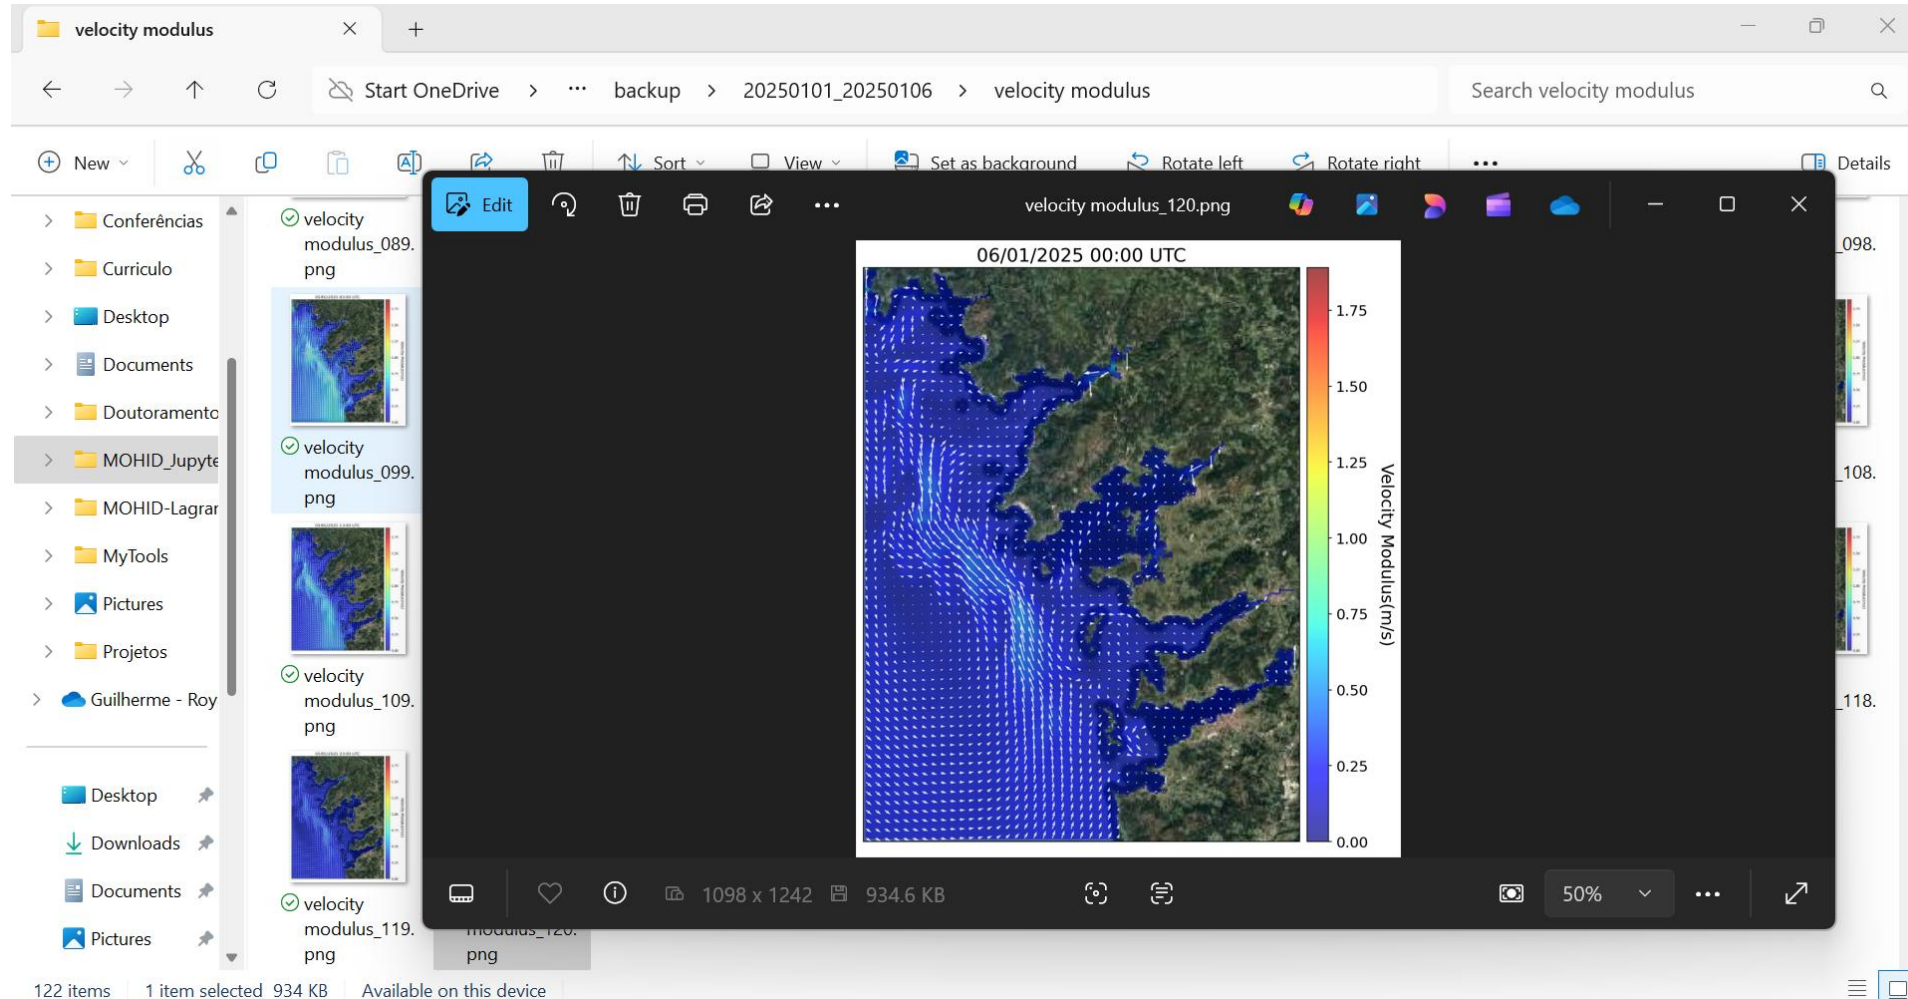 velocity modulus
Start OneDrive > ... backup > 20250101_20250106 > velocity modulus
Search velocity modulus
New
Sort
View
Set as background
Rotate left
Rotate right
...
Details
Conferências
Curriculo
Desktop
Documents
Doutoramento
MOHID_Jupyte
MOHID-Lagrar
MyTools
Pictures
Projetos
Guilherme - Roy
Desktop
Downloads
Documents
Pictures
velocity
modulus_089.
png
velocity
modulus_099.
png
velocity
modulus_109.
png
velocity
modulus_119.
png
modulus_120.
png
_098.
_108.
_118.
Edit
velocity modulus_120.png
06/01/2025 00:00 UTC
1.75
1.50
1.25
1.00
0.75
0.50
0.25
0.00
Velocity Modulus(m/s)
1098 x 1242
934.6 KB
50%
122 items
1 item selected 934 KB
Available on this device